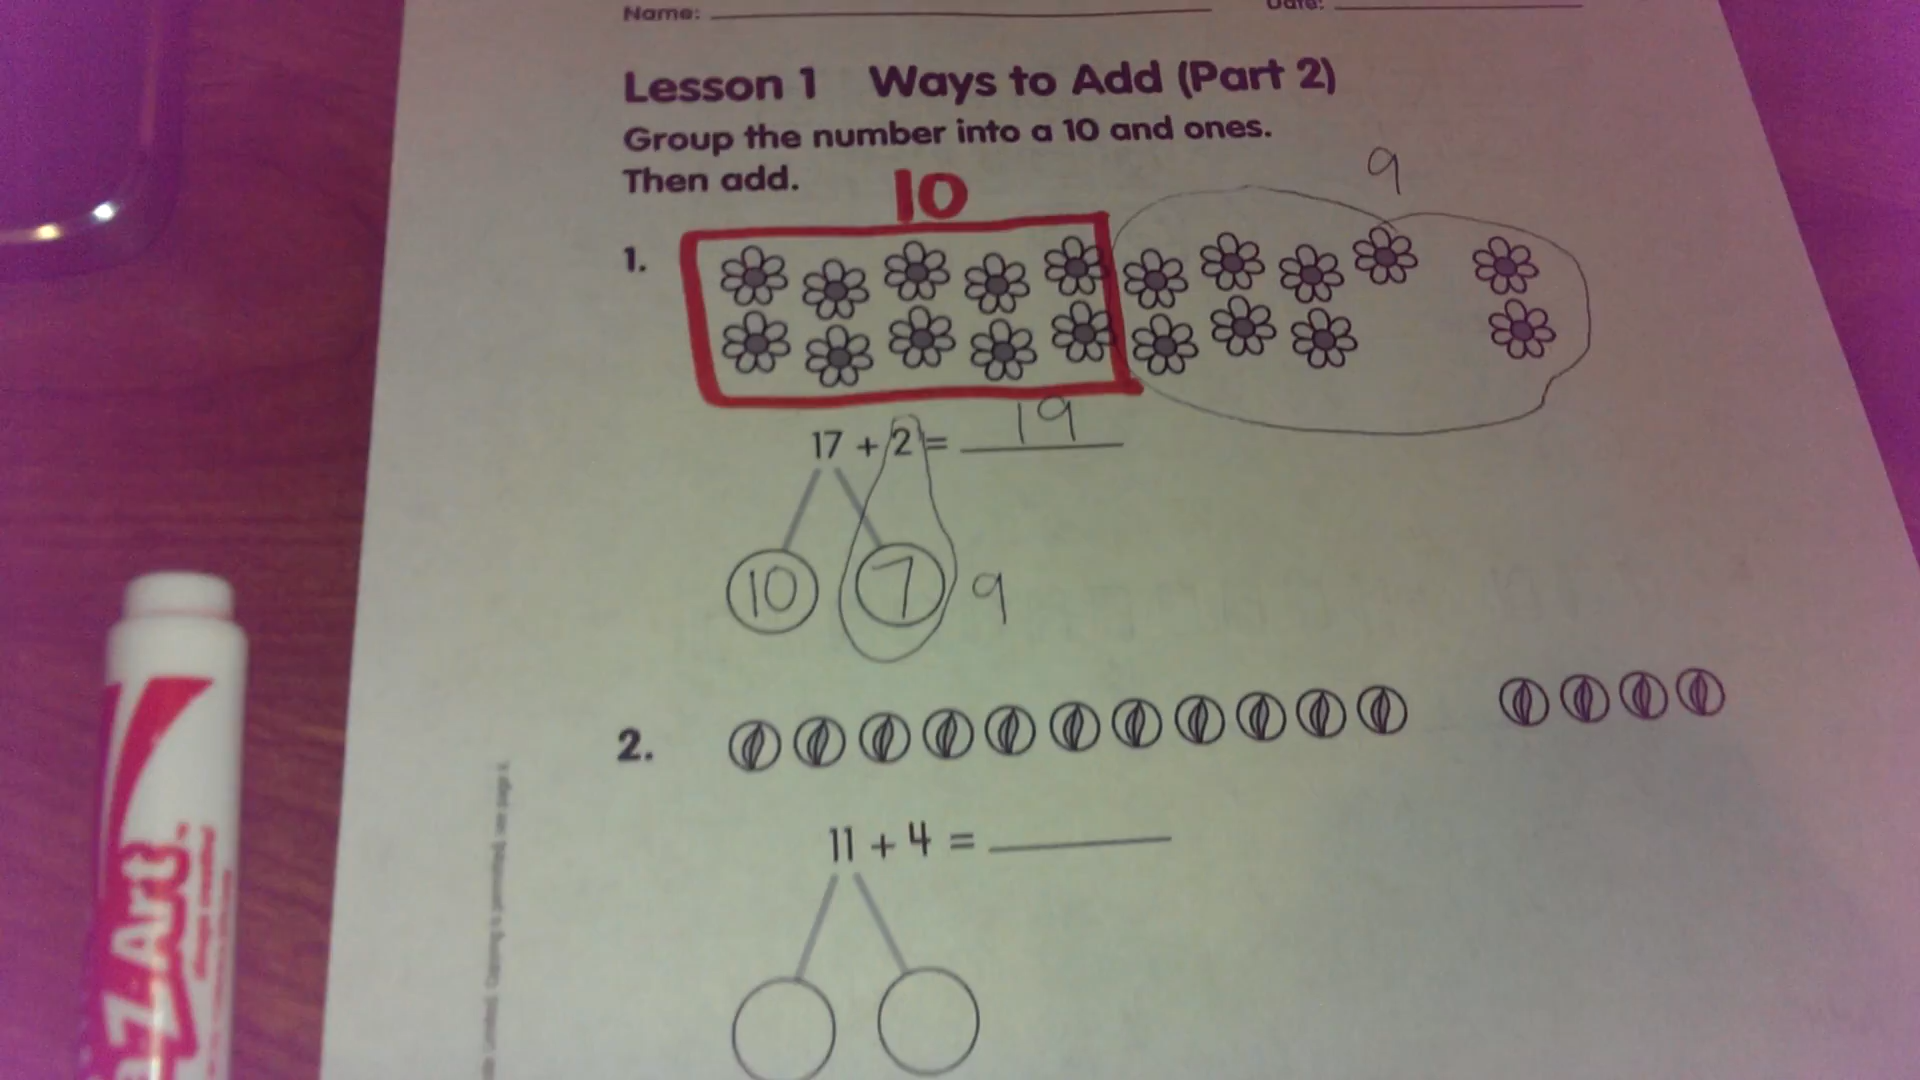 Name:
Date:
Lesson 1 Ways to Add (Part 2)
Group the number into a 10 and ones.
Then add.
10
9
1.
17 + 2 = 19
10 7 9
2.
11 + 4 =
Z Art